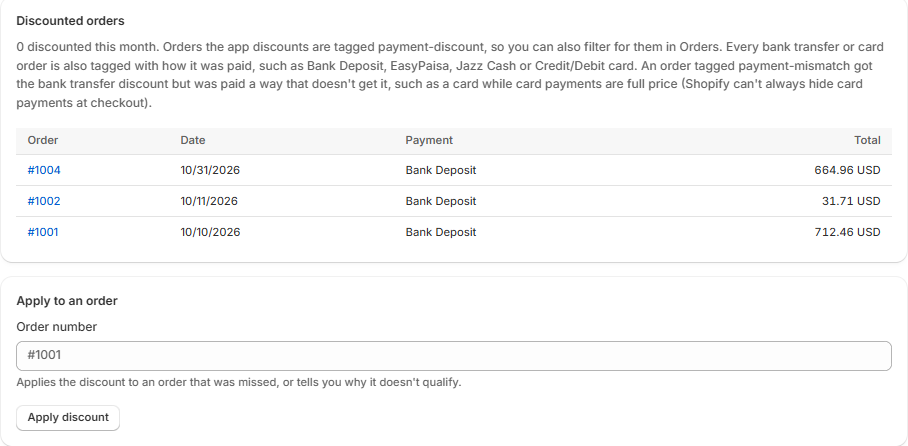 Discounted orders
0 discounted this month. Orders the app discounts are tagged payment-discount, so you can also filter for them in Orders. Every bank transfer or card
order is also tagged with how it was paid, such as Bank Deposit, EasyPaisa, Jazz Cash or Credit/Debit card. An order tagged payment-mismatch got
the bank transfer discount but was paid a way that doesn't get it, such as a card while card payments are full price (Shopify can't always hide card
payments at checkout).
Order Date Payment Total
#1004 10/31/2026 Bank Deposit 664.96 USD
#1002 10/11/2026 Bank Deposit 31.71 USD
#1001 10/10/2026 Bank Deposit 712.46 USD
Apply to an order
Order number
#1001
Applies the discount to an order that was missed, or tells you why it doesn't qualify.
Apply discount